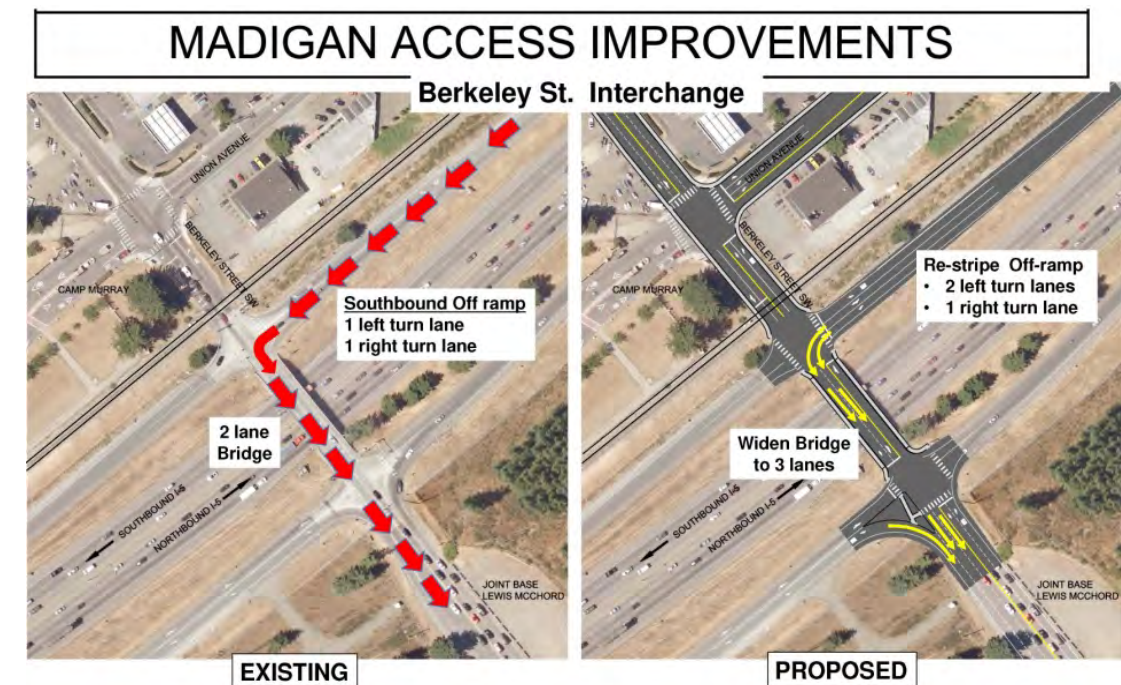 MADIGAN ACCESS IMPROVEMENTS
Berkeley St. Interchange
UNION AVENUE
BERKELEY STREET SW
CAMP MURRAY
Southbound Off ramp
1 left turn lane
1 right turn lane
2 lane
Bridge
SOUTHBOUND I-5
NORTHBOUND I-5
JOINT BASE
LEWIS MCCHORD
EXISTING
UNION AVENUE
BERKELEY STREET SW
CAMP MURRAY
Re-stripe Off-ramp
• 2 left turn lanes
• 1 right turn lane
Widen Bridge
to 3 lanes
SOUTHBOUND I-5
NORTHBOUND I-5
JOINT BASE
LEWIS MCCHORD
PROPOSED